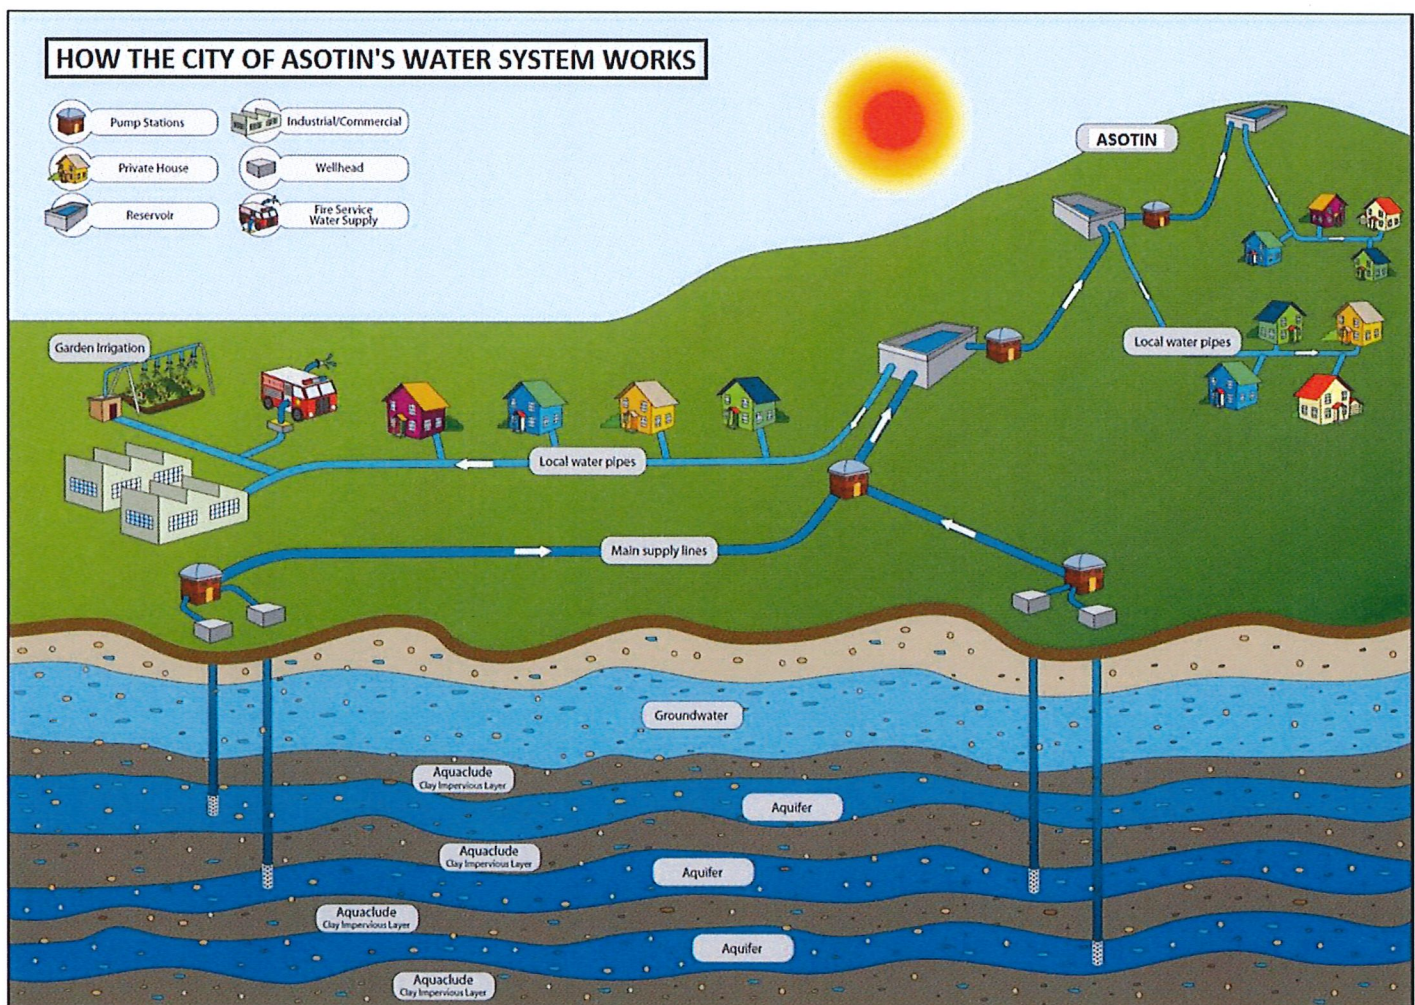 HOW THE CITY OF ASOTIN'S WATER SYSTEM WORKS
Pump Stations
Industrial/Commercial
Private House
Wellhead
Reservoir
Fire Service
Water Supply
ASOTIN
Garden Irrigation
Local water pipes
Local water pipes
Main supply lines
Groundwater
Aquaclude
Clay Impervious Layer
Aquifer
Aquaclude
Clay Impervious Layer
Aquifer
Aquaclude
Clay Impervious Layer
Aquifer
Aquaclude
Clay Impervious Layer